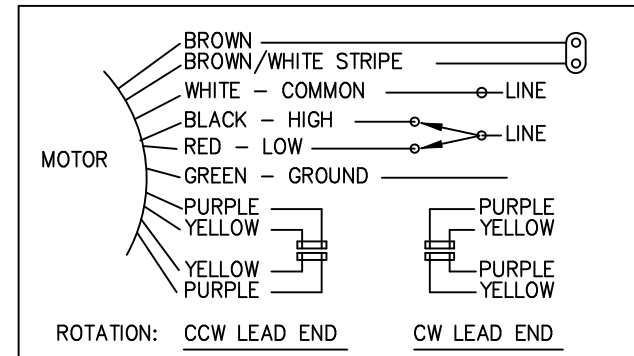 BROWN
BROWN/WHITE STRIPE
WHITE - COMMON LINE
BLACK - HIGH
LINE
RED - LOW
MOTOR
GREEN - GROUND
PURPLE PURPLE
YELLOW YELLOW
YELLOW PURPLE
PURPLE YELLOW
ROTATION: CCW LEAD END CW LEAD END